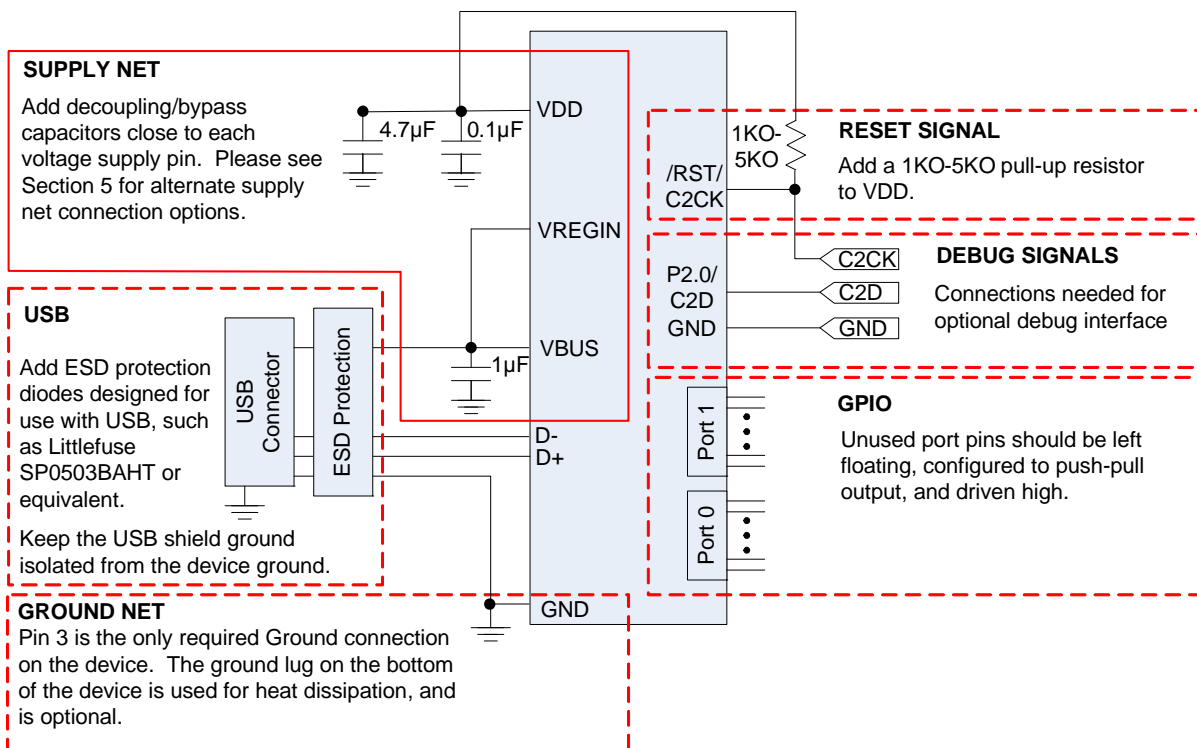 SUPPLY NET
Add decoupling/bypass
capacitors close to each
voltage supply pin.  Please see
Section 5 for alternate supply
net connection options.
4.7µF
0.1µF
VDD
VREGIN
VBUS
1µF
USB
Add ESD protection
diodes designed for
use with USB, such
as Littlefuse
SP0503BAHT or
equivalent.
Keep the USB shield ground
isolated from the device ground.
USB
Connector
ESD Protection
D-
D+
GND
GROUND NET
Pin 3 is the only required Ground connection
on the device.  The ground lug on the bottom
of the device is used for heat dissipation, and
is optional.
/RST/
C2CK
1KO-
5KO
RESET SIGNAL
Add a 1KO-5KO pull-up resistor
to VDD.
P2.0/
C2D
GND
C2CK
C2D
GND
DEBUG SIGNALS
Connections needed for
optional debug interface
Port 1
Port 0
GPIO
Unused port pins should be left
floating, configured to push-pull
output, and driven high.